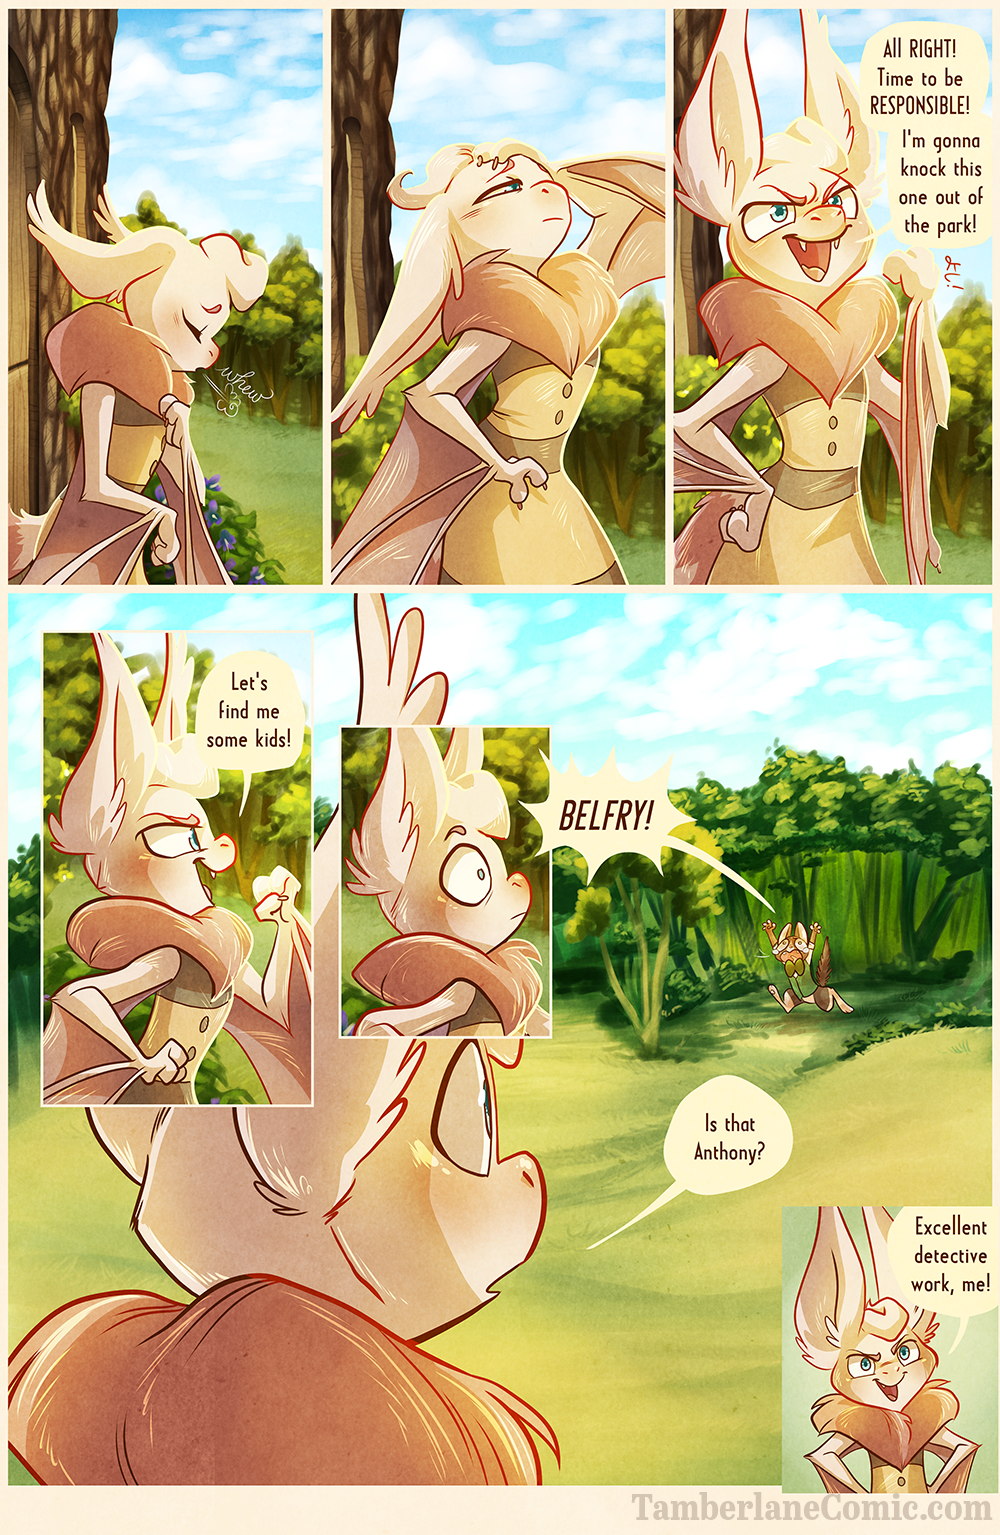 whew
All RIGHT!
Time to be
RESPONSIBLE!
I'm gonna
knock this
one out of
the park!
Let's
find me
some kids!
BELFRY!
Is that
Anthony?
Excellent
detective
work, me!
TamberlaneComic.com